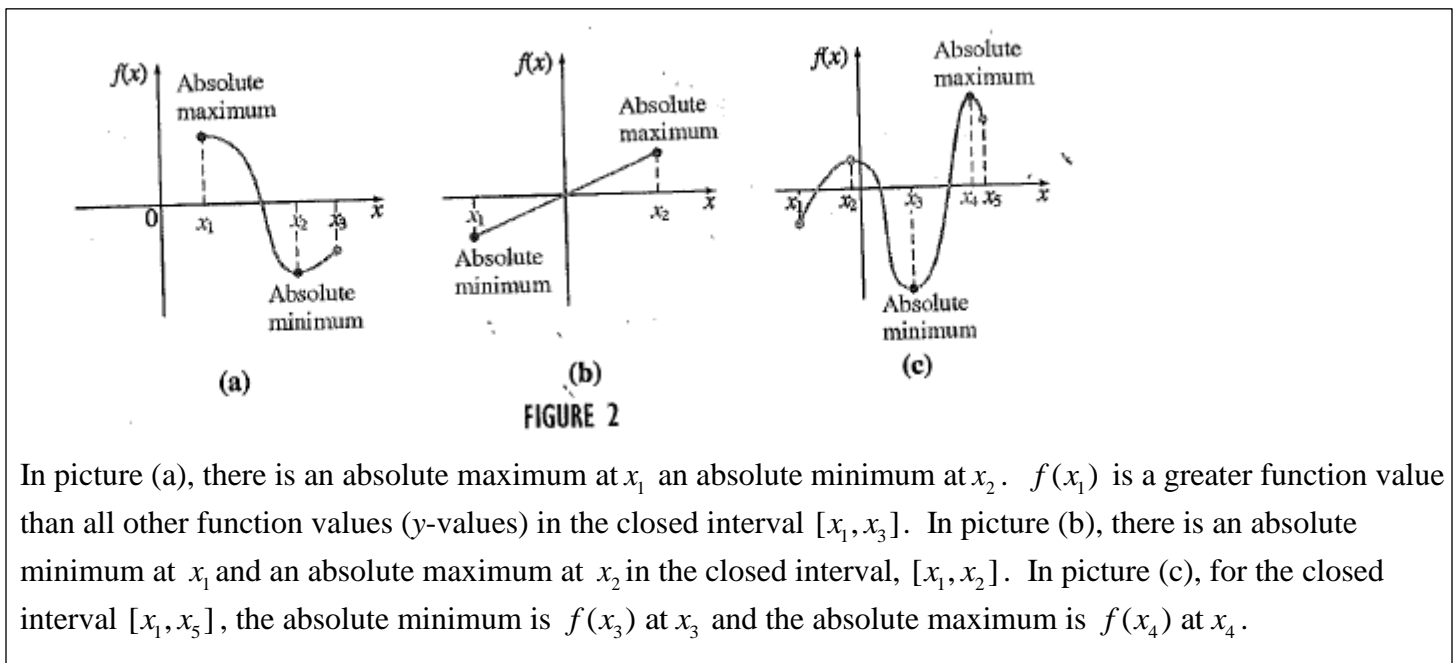 f(x)
Absolute
maximum
0
x₁
x₂
x₃
x
Absolute
minimum
(a)
f(x)
Absolute
maximum
x₁
x₂
x
Absolute
minimum
(b)
f(x)
Absolute
maximum
x₁
x₂
x₃
x₄
x₅
x
Absolute
minimum
(c)
FIGURE 2
In picture (a), there is an absolute maximum at x₁ an absolute minimum at x₂. f(x₁) is a greater function value
than all other function values (y-values) in the closed interval [x₁, x₃]. In picture (b), there is an absolute
minimum at x₁ and an absolute maximum at x₂ in the closed interval, [x₁, x₂]. In picture (c), for the closed
interval [x₁, x₅], the absolute minimum is f(x₃) at x₃ and the absolute maximum is f(x₄) at x₄.